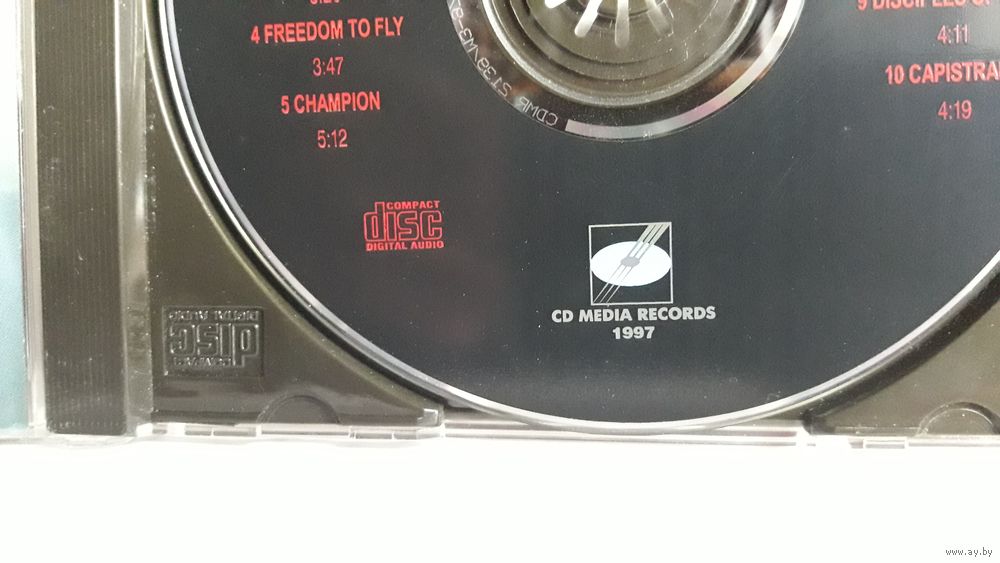 4 FREEDOM TO FLY
3:47
5 CHAMPION
5:12
4:11
10
4:19
COMPACT
disc
DIGITAL AUDIO
CD MEDIA RECORDS
1997
disc
www.ay.by